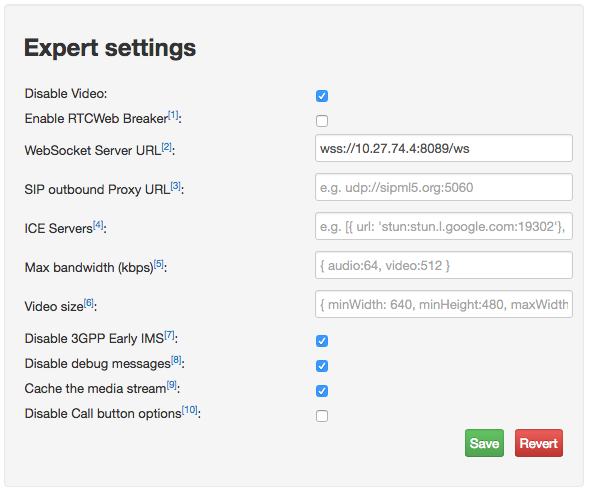 Expert settings
Disable Video:
Enable RTCWeb Breaker[1]:
WebSocket Server URL[2]: wss://10.27.74.4:8089/ws
SIP outbound Proxy URL[3]: e.g. udp://sipml5.org:5060
ICE Servers[4]: e.g. [{ url: 'stun:stun.l.google.com:19302'},
Max bandwidth (kbps)[5]: { audio:64, video:512 }
Video size[6]: { minWidth: 640, minHeight:480, maxWidth
Disable 3GPP Early IMS[7]:
Disable debug messages[8]:
Cache the media stream[9]:
Disable Call button options[10]:
Save Revert